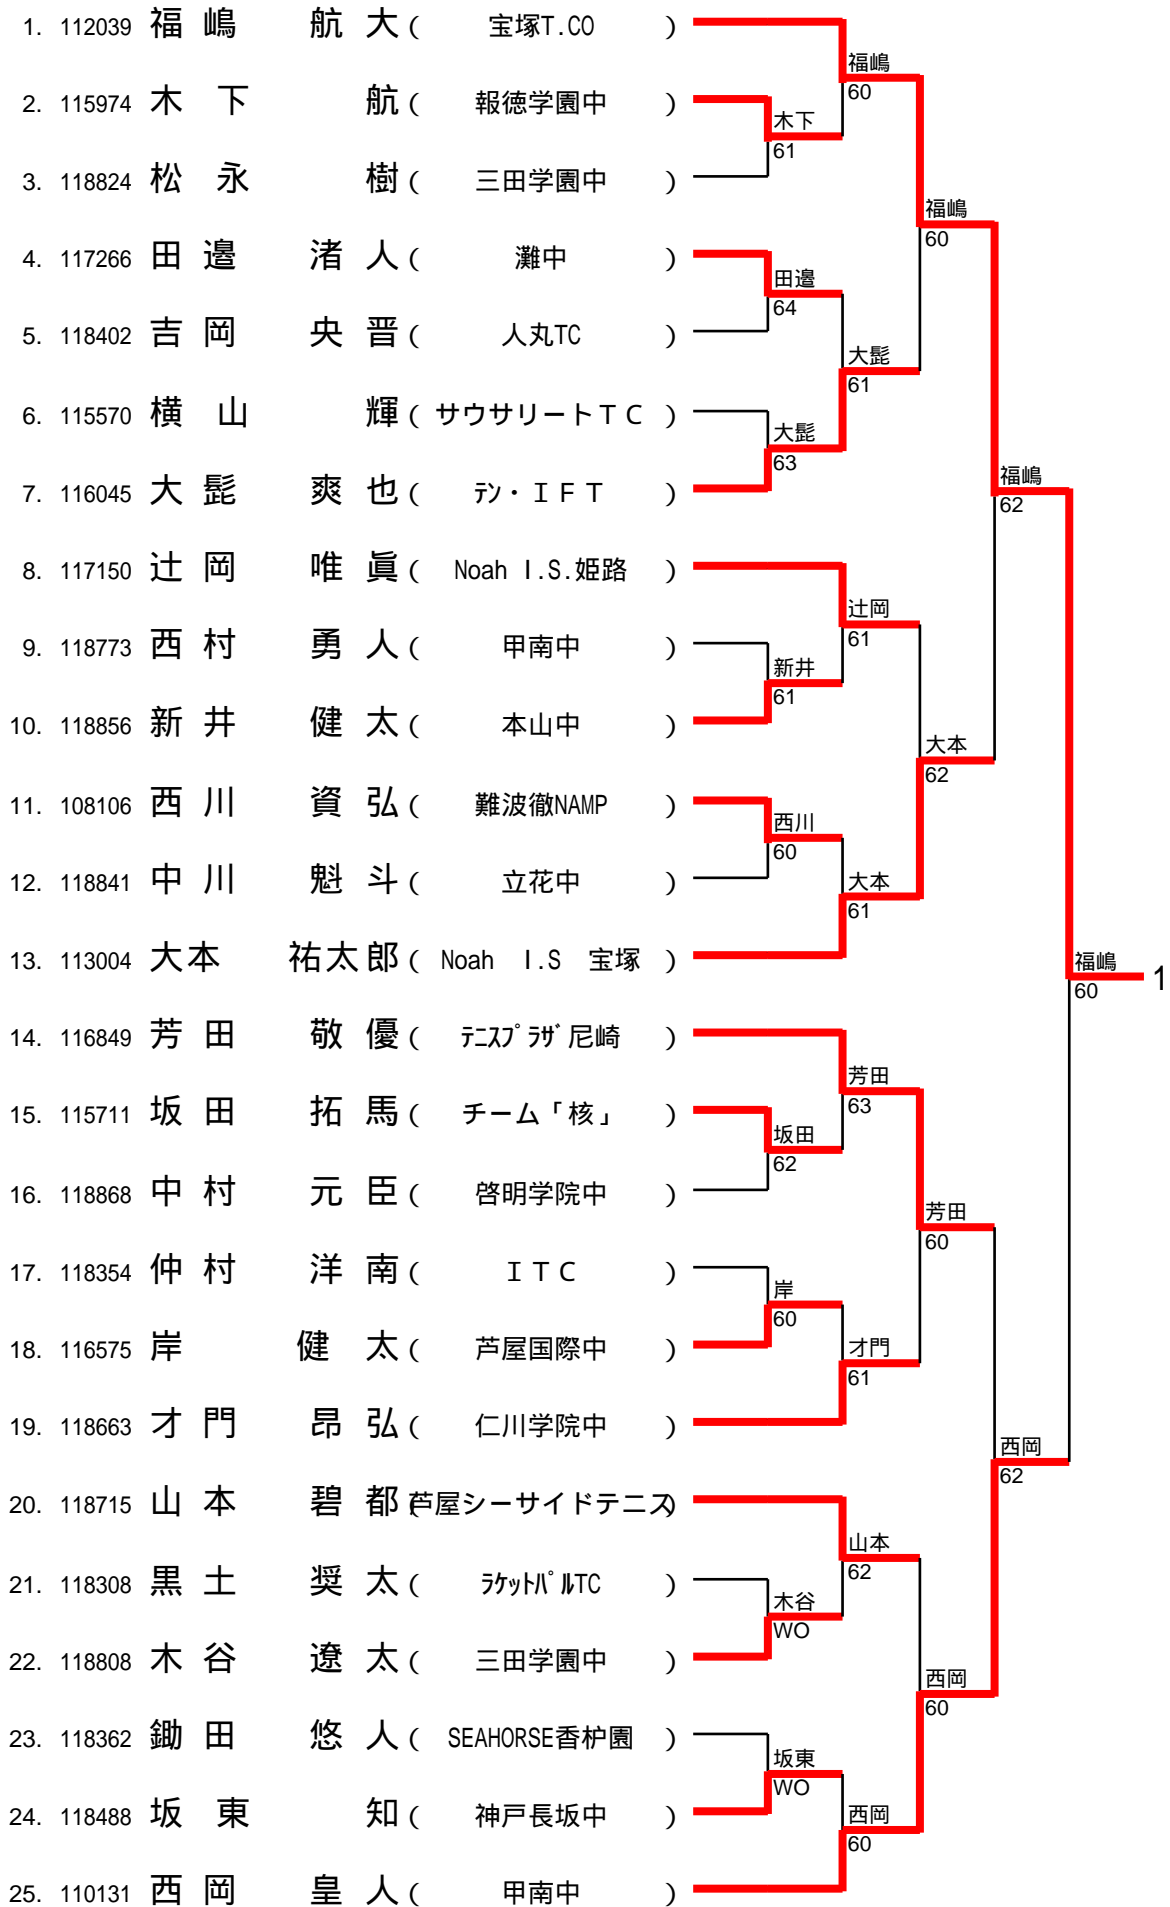 1. 112039 福嶋 航大 ( 宝塚T.CO )
福嶋
60
2. 115974 木下 航 ( 報徳学園中 )
木下
61
3. 118824 松永 樹 ( 三田学園中 )
福嶋
60
4. 117266 田邉 渚人 ( 灘中 )
田邉
64
5. 118402 吉岡 央晋 ( 人丸TC )
大髭
61
6. 115570 横山 輝 ( サウサリートTC )
大髭
63
7. 116045 大髭 爽也 ( テン・IFT )
福嶋
62
8. 117150 辻岡 唯眞 ( Noah I.S.姫路 )
辻岡
61
9. 118773 西村 勇人 ( 甲南中 )
新井
61
10. 118856 新井 健太 ( 本山中 )
大本
62
11. 108106 西川 資弘 ( 難波徹NAMP )
西川
60
12. 118841 中川 魁斗 ( 立花中 )
大本
61
13. 113004 大本 祐太郎 ( Noah I.S 宝塚 )
福嶋
60
1
14. 116849 芳田 敬優 ( テニスプラザ尼崎 )
芳田
63
15. 115711 坂田 拓馬 ( チーム「核」 )
坂田
62
16. 118868 中村 元臣 ( 啓明学院中 )
芳田
60
17. 118354 仲村 洋南 ( ITC )
岸
60
18. 116575 岸 健太 ( 芦屋国際中 )
才門
61
19. 118663 才門 昂弘 ( 仁川学院中 )
西岡
62
20. 118715 山本 碧都 ( 芦屋シーサイドテニス )
山本
62
21. 118308 黒土 奨太 ( ラケットパルTC )
木谷
WO
22. 118808 木谷 遼太 ( 三田学園中 )
西岡
60
23. 118362 鋤田 悠人 ( SEAHORSE香枦園 )
坂東
WO
24. 118488 坂東 知 ( 神戸長坂中 )
西岡
60
25. 110131 西岡 皇人 ( 甲南中 )